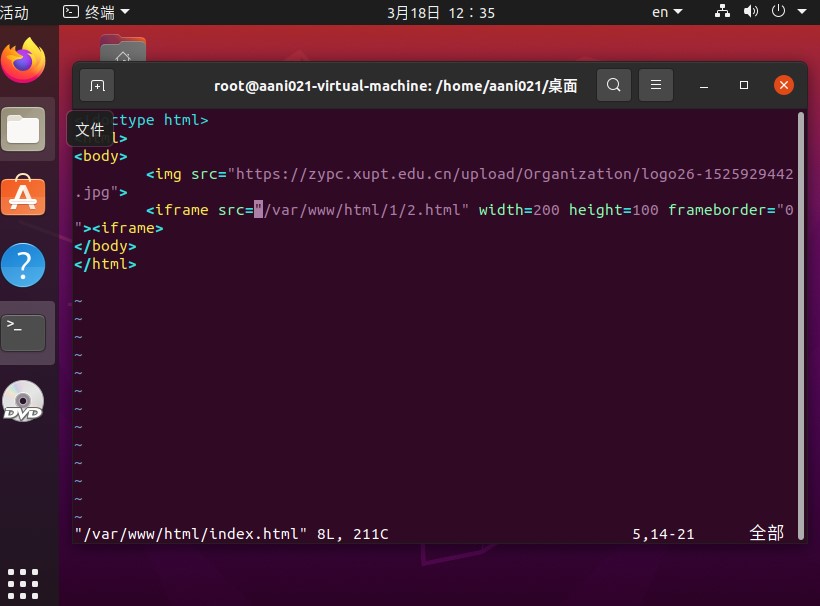 活动
终端
3月18日 12：35
en
root@aani021-virtual-machine: /home/aani021/桌面
文件
ctype html>
l>
<body>
<img src="https://zypc.xupt.edu.cn/upload/Organization/logo26-1525929442
.jpg">
<iframe src="/var/www/html/1/2.html" width=200 height=100 frameborder="0
"><iframe>
</body>
</html>
~
~
~
~
~
~
~
~
~
~
~
~
~
"/var/www/html/index.html" 8L, 211C 5,14-21 全部
>_
?
DVD